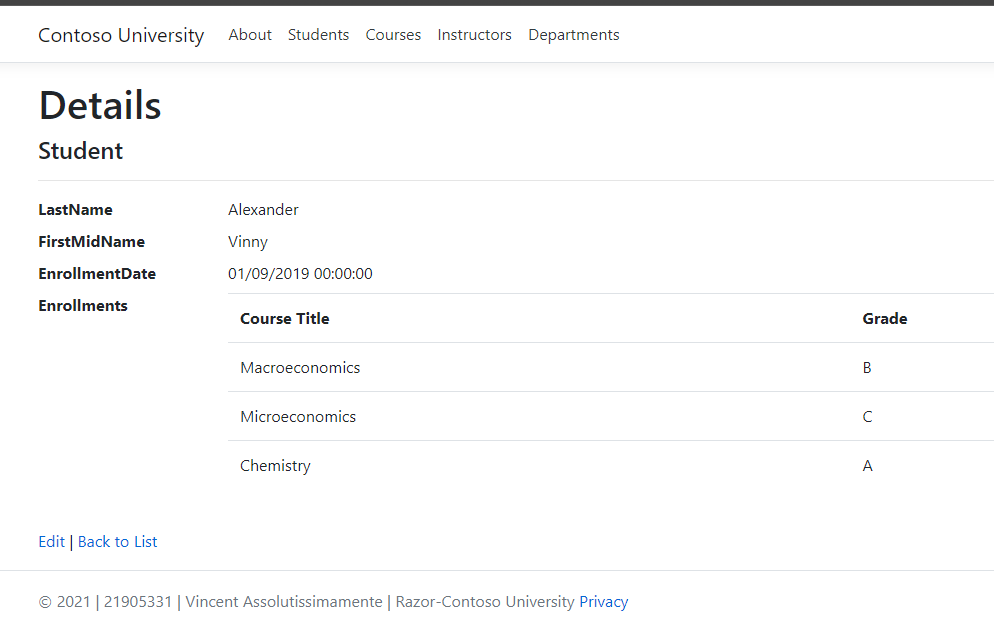 Contoso University About Students Courses Instructors Departments
Details
Student
LastName Alexander
FirstMidName Vinny
EnrollmentDate 01/09/2019 00:00:00
Enrollments
Course Title Grade
Macroeconomics B
Microeconomics C
Chemistry A
Edit | Back to List
© 2021 | 21905331 | Vincent Assolutissimamente | Razor-Contoso University Privacy